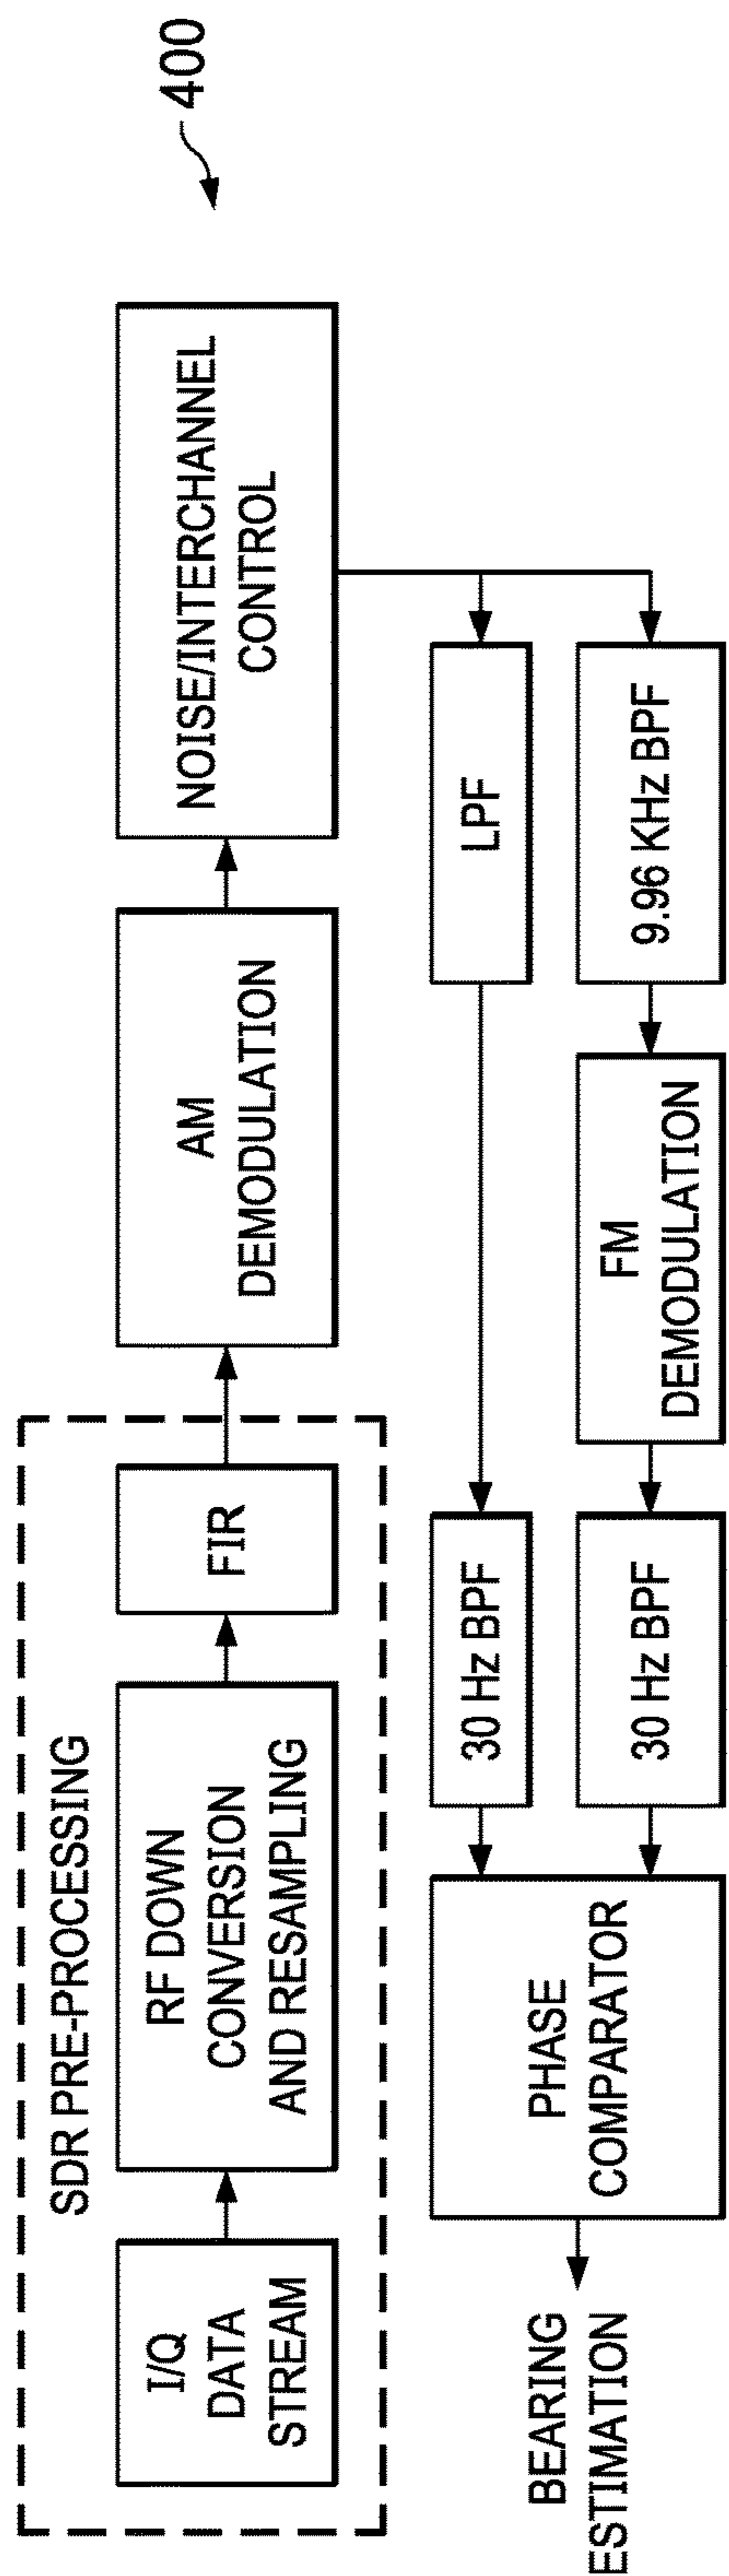 400
SDR PRE-PROCESSING
I/Q
DATA
STREAM
RF DOWN
CONVERSION
AND RESAMPLING
FIR
AM
DEMODULATION
NOISE/INTERCHANNEL
CONTROL
LPF
30 Hz BPF
9.96 KHz BPF
FM
DEMODULATION
30 Hz BPF
PHASE
COMPARATOR
BEARING
ESTIMATION